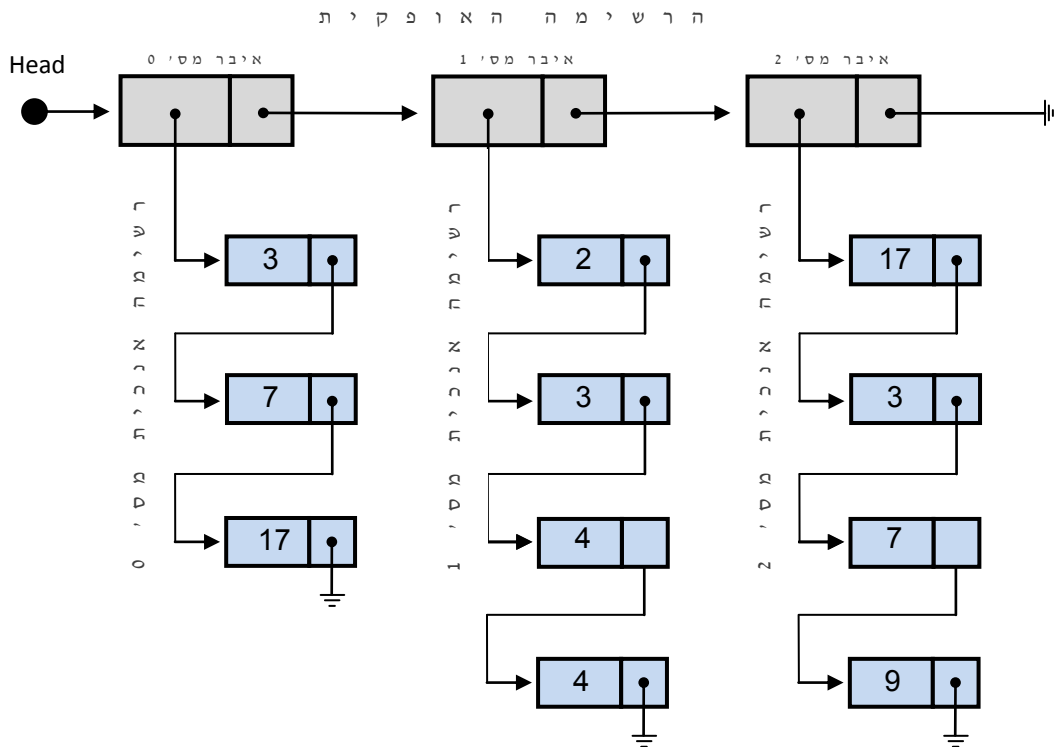 הרשימה האופקית
Head
איבר מס' 0
איבר מס' 1
איבר מס' 2
רשימה אנכית מס' 0
3
7
17
רשימה אנכית מס' 1
2
3
4
4
רשימה אנכית מס' 2
17
3
7
9